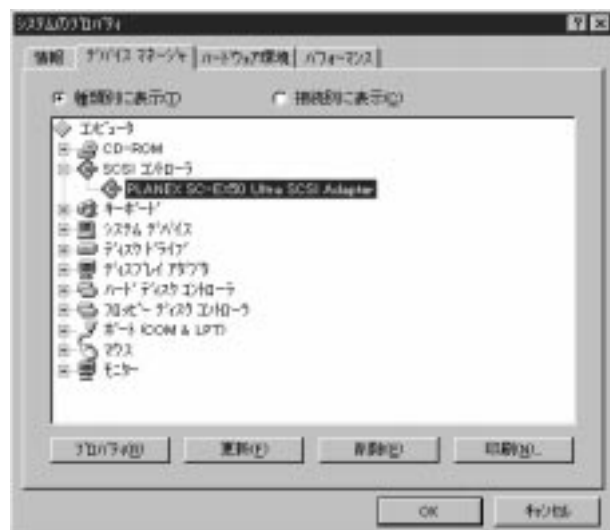 システムのプロパティ
情報 デバイス マネージャ ハードウェア環境 パフォーマンス
種類別に表示(T) 接続別に表示(C)
コンピュータ
CD-ROM
SCSI コントローラ
PLANEX SC-EX50 Ultra SCSI Adapter
キーボード
システム デバイス
ディスク ドライブ
ディスプレイ アダプタ
ハード ディスク コントローラ
フロッピー ディスク コントローラ
ポート (COM & LPT)
マウス
モニター
プロパティ(R) 更新(F) 削除(E) 印刷(N)...
OK キャンセル